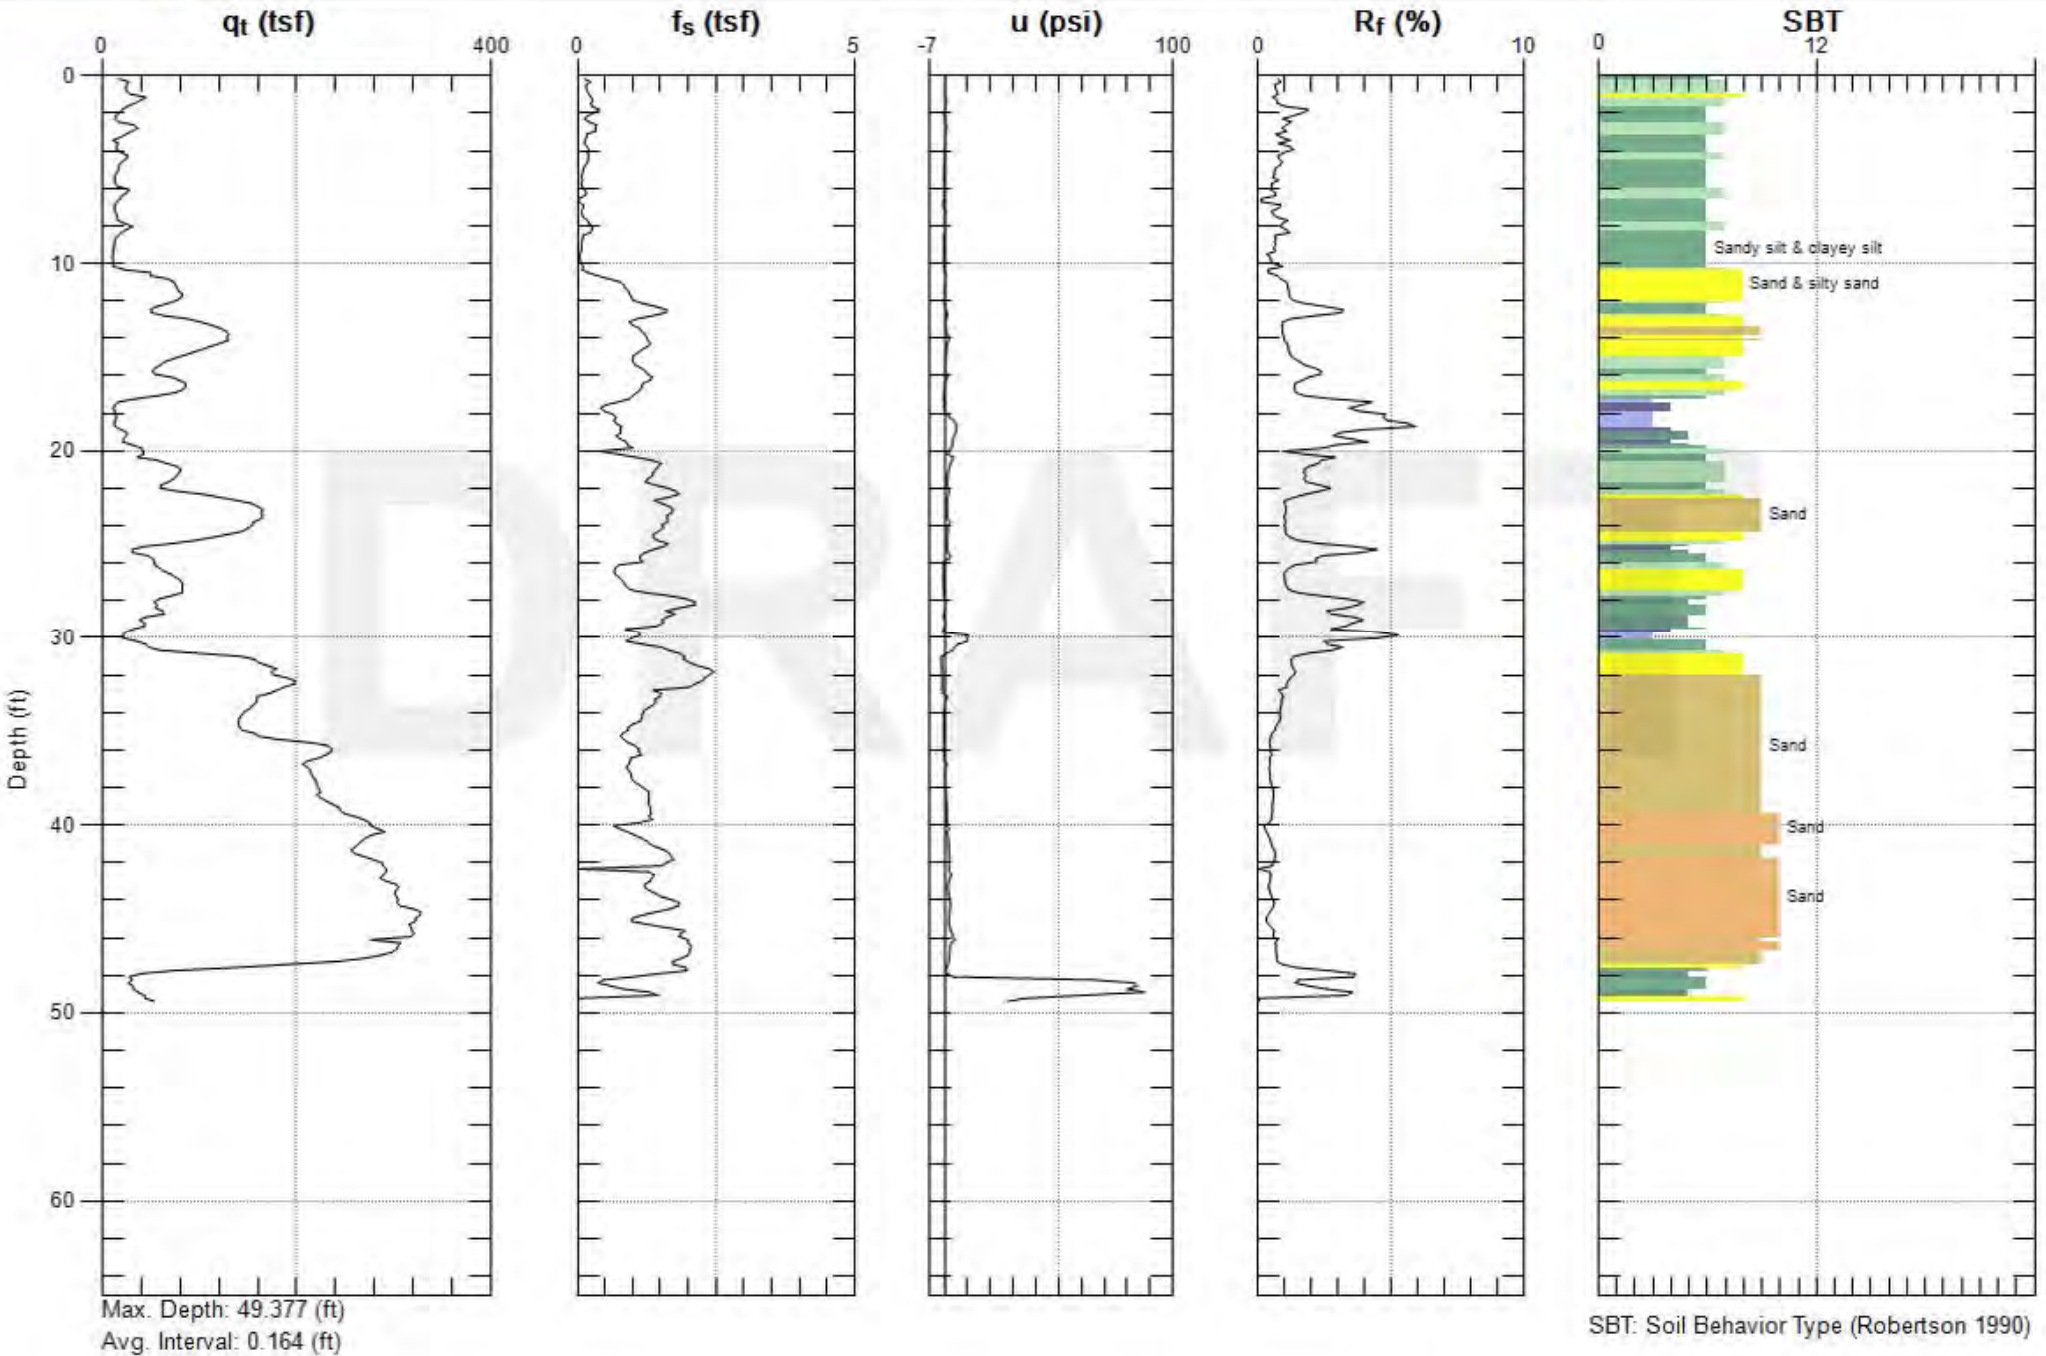 qt (tsf) fs (tsf) u (psi) Rf (%) SBT
0 400 0 5 -7 100 0 10 0 12
0
10
20
30
40
50
60
Depth (ft)
Sandy silt & clayey silt
Sand & silty sand
Sand
Sand
Sand
Sand
DRAFT
Max. Depth: 49.377 (ft)
Avg. Interval: 0.164 (ft)
SBT: Soil Behavior Type (Robertson 1990)